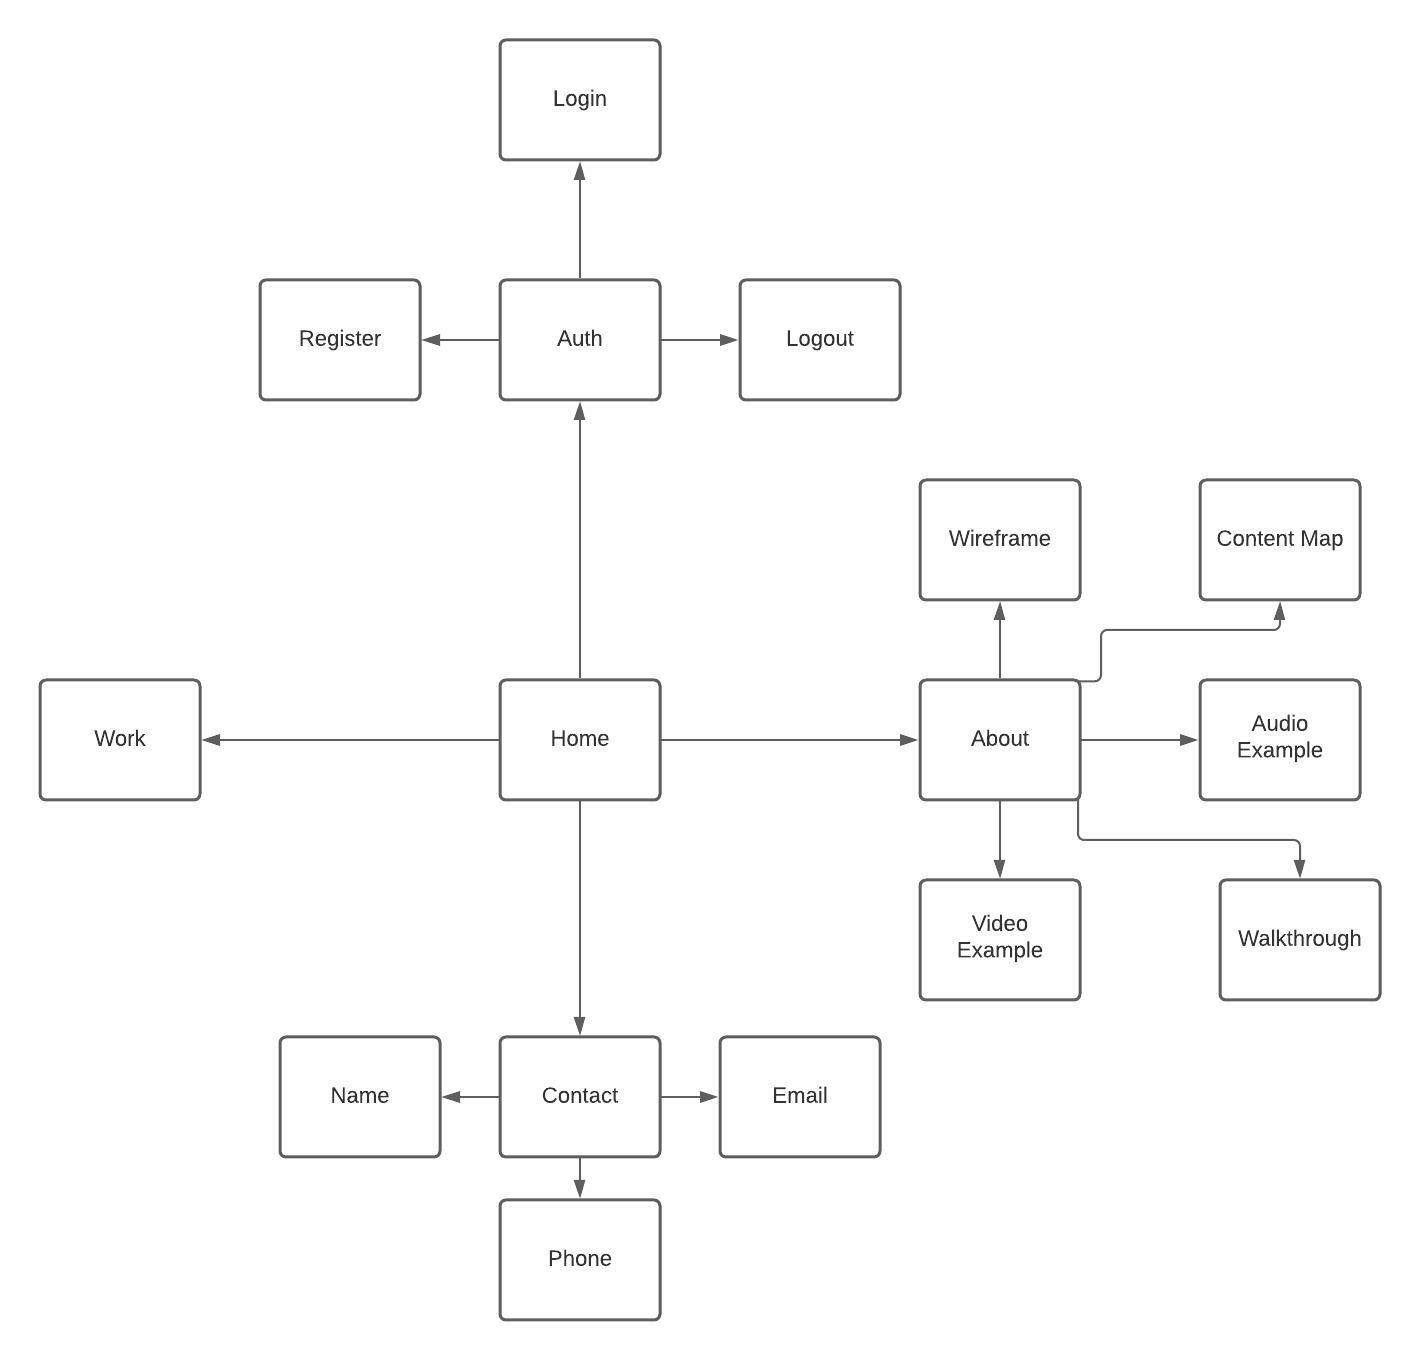 Login
Register
Auth
Logout
Wireframe
Content Map
Work
Home
About
Audio
Example
Video
Example
Walkthrough
Name
Contact
Email
Phone